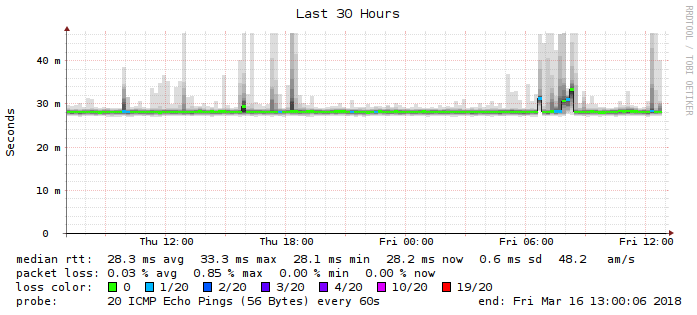 Last 30 Hours
RRDTOOL / TOBI OETIKER
Seconds
40 m
30 m
20 m
10 m
0
Thu 12:00 Thu 18:00 Fri 00:00 Fri 06:00 Fri 12:00
median rtt: 28.3 ms avg 33.3 ms max 28.1 ms min 28.2 ms now 0.6 ms sd 48.2 am/s
packet loss: 0.03 % avg 0.85 % max 0.00 % min 0.00 % now
loss color: 0 1/20 2/20 3/20 4/20 10/20 19/20
probe: 20 ICMP Echo Pings (56 Bytes) every 60s end: Fri Mar 16 13:00:06 2018